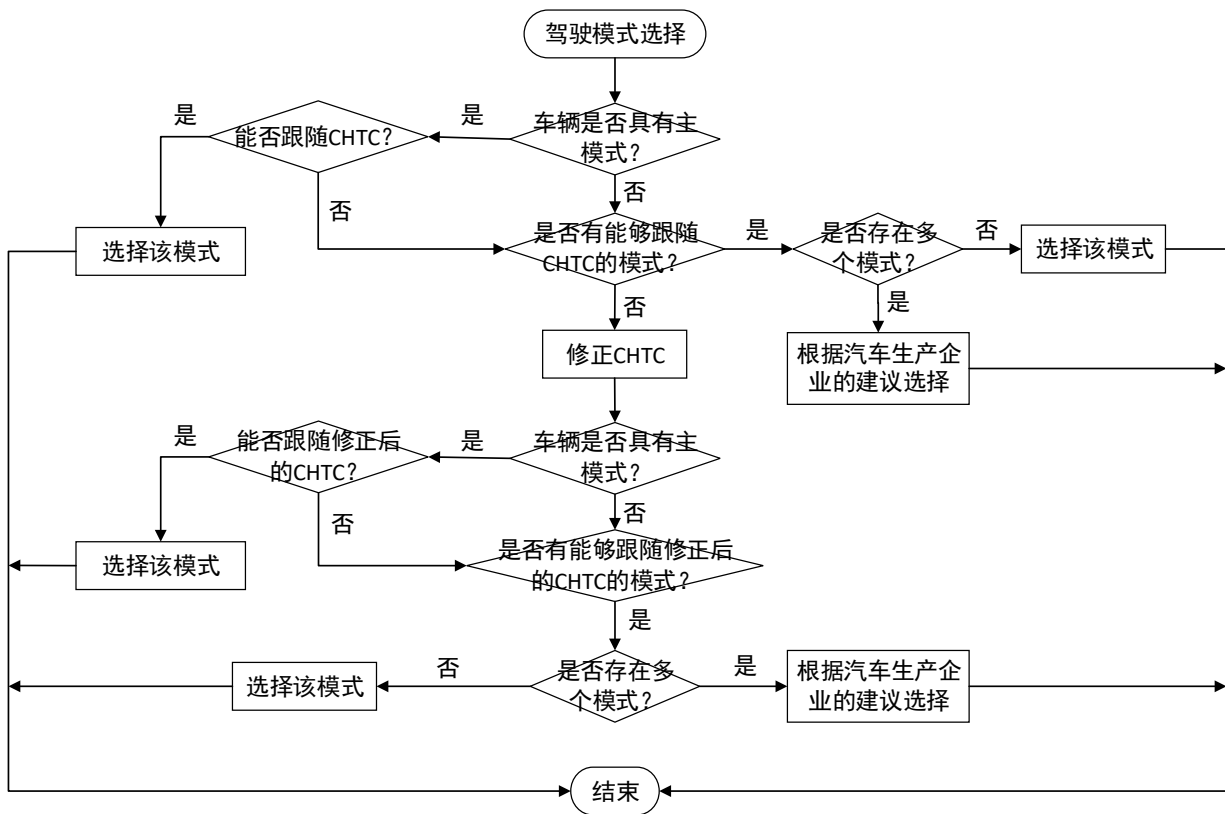 驾驶模式选择
是
能否跟随CHTC？
是
车辆是否具有主
模式？
否
否
选择该模式
是否有能够跟随
CHTC的模式？
是
是否存在多
个模式？
否
选择该模式
否
是
修正CHTC
根据汽车生产企
业的建议选择
是
能否跟随修正后
的CHTC？
是
车辆是否具有主
模式？
否
否
选择该模式
是否有能够跟随修正后
的CHTC的模式？
是
选择该模式
否
是否存在多
个模式？
是
根据汽车生产企
业的建议选择
结束